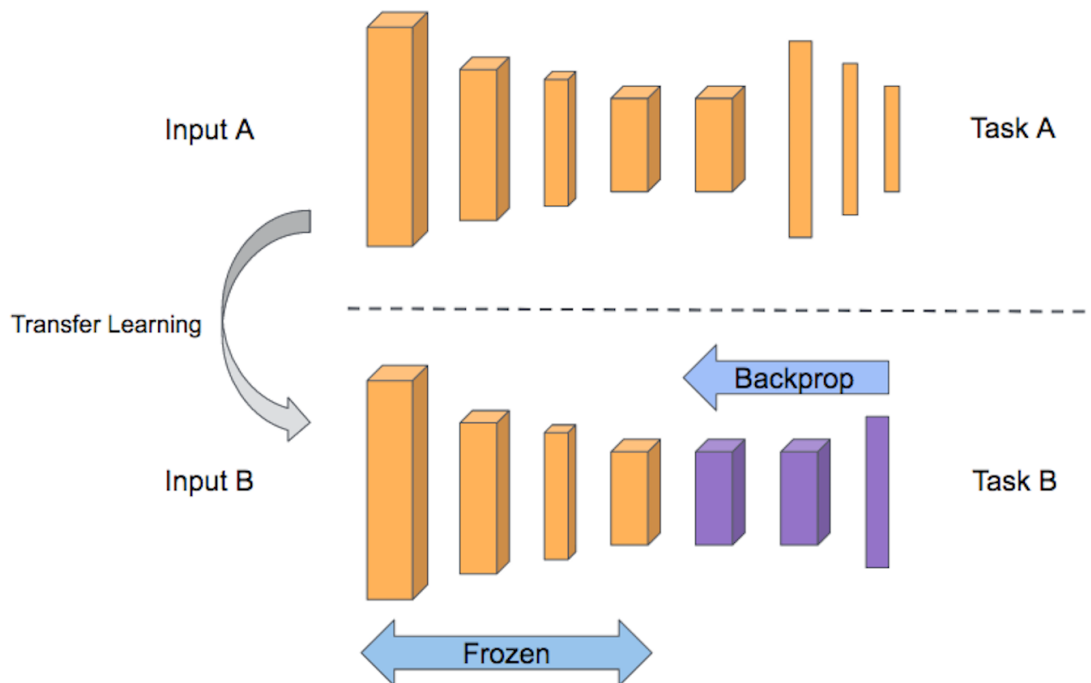 Input A
Task A
Transfer Learning
Backprop
Input B
Task B
Frozen